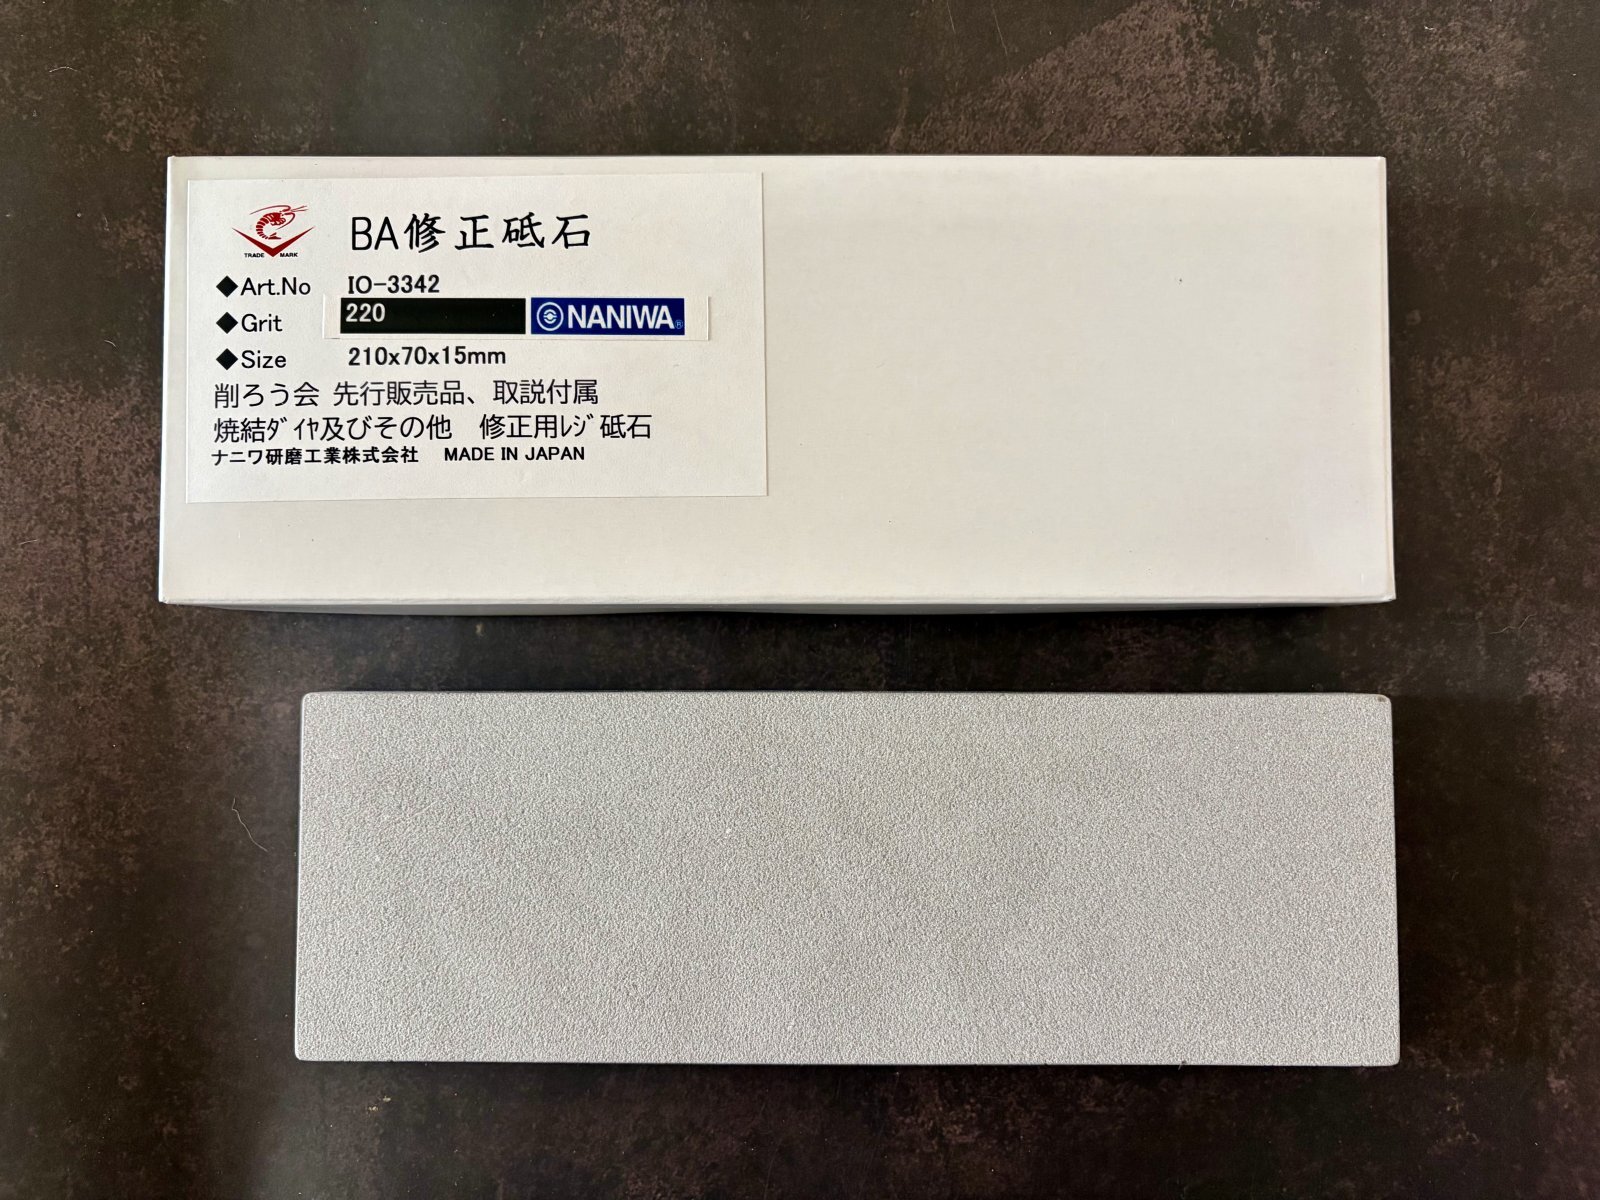 BA修正砥石
TRADE MARK
◆Art.No IO-3342
◆Grit 220 NANIWA®
◆Size 210x70x15mm
削ろう会 先行販売品、取説付属
焼結ﾀﾞｲﾔ及びその他 修正用ﾚｼﾞ砥石
ナニワ研磨工業株式会社 MADE IN JAPAN